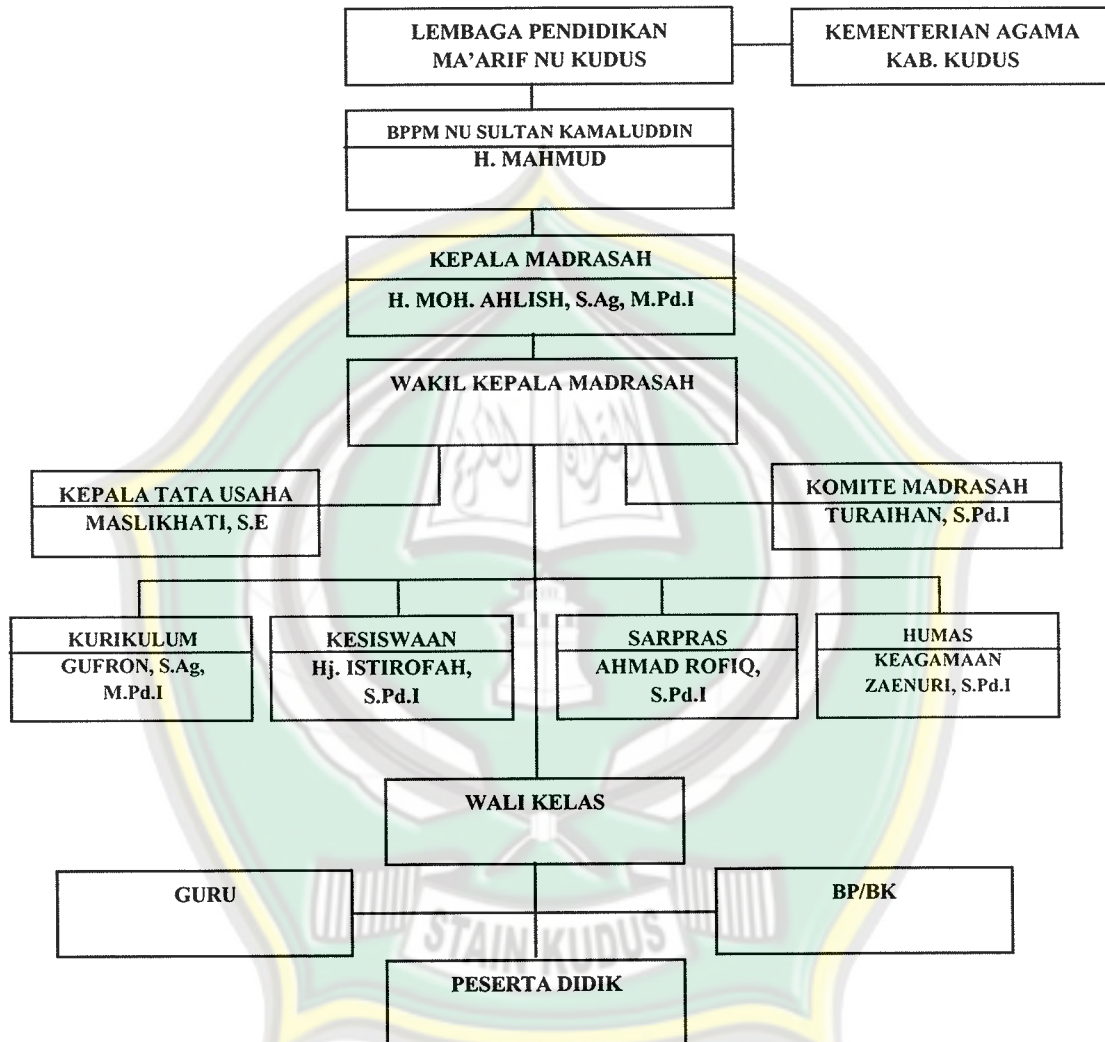 LEMBAGA PENDIDIKAN
MA'ARIF NU KUDUS
KEMENTERIAN AGAMA
KAB. KUDUS
BPPM NU SULTAN KAMALUDDIN
H. MAHMUD
KEPALA MADRASAH
H. MOH. AHLISH, S.Ag, M.Pd.I
WAKIL KEPALA MADRASAH
KEPALA TATA USAHA
MASLIKHATI, S.E
KOMITE MADRASAH
TURAIHAN, S.Pd.I
KURIKULUM
GUFRON, S.Ag,
M.Pd.I
KESISWAAN
Hj. ISTIROFAH,
S.Pd.I
SARPRAS
AHMAD ROFIQ,
S.Pd.I
HUMAS
KEAGAMAAN
ZAENURI, S.Pd.I
WALI KELAS
GURU
BP/BK
STAIN KUDUS
PESERTA DIDIK